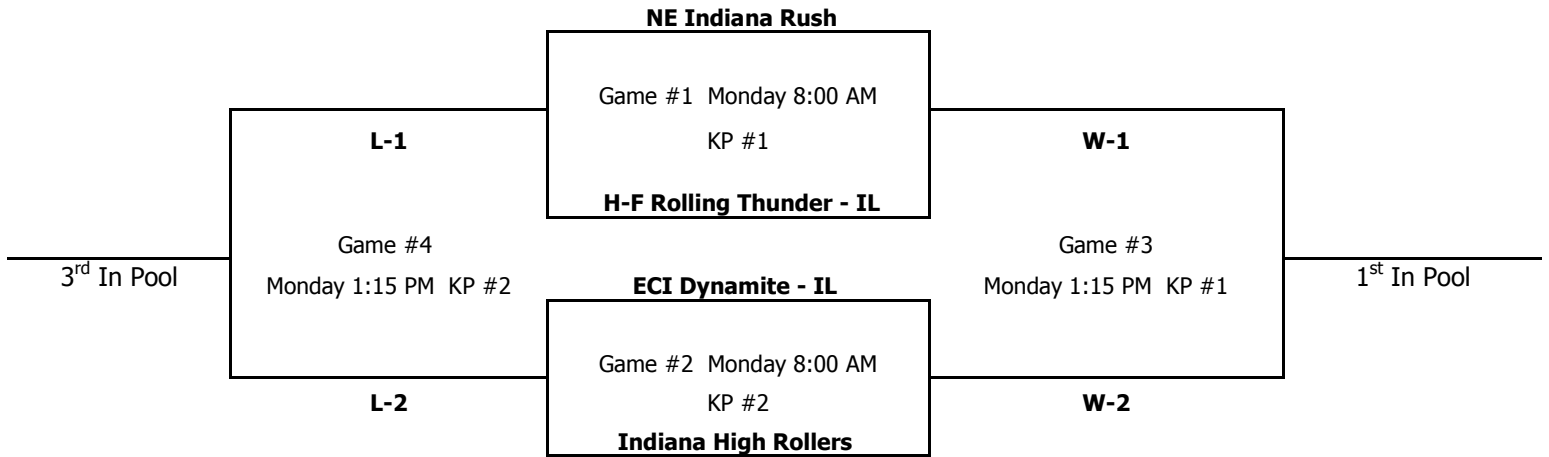 NE Indiana Rush
Game #1 Monday 8:00 AM
L-1
KP #1
W-1
H-F Rolling Thunder - IL
Game #4
Game #3
3rd In Pool
Monday 1:15 PM KP #2
ECI Dynamite - IL
Monday 1:15 PM KP #1
1st In Pool
Game #2 Monday 8:00 AM
L-2
KP #2
W-2
Indiana High Rollers